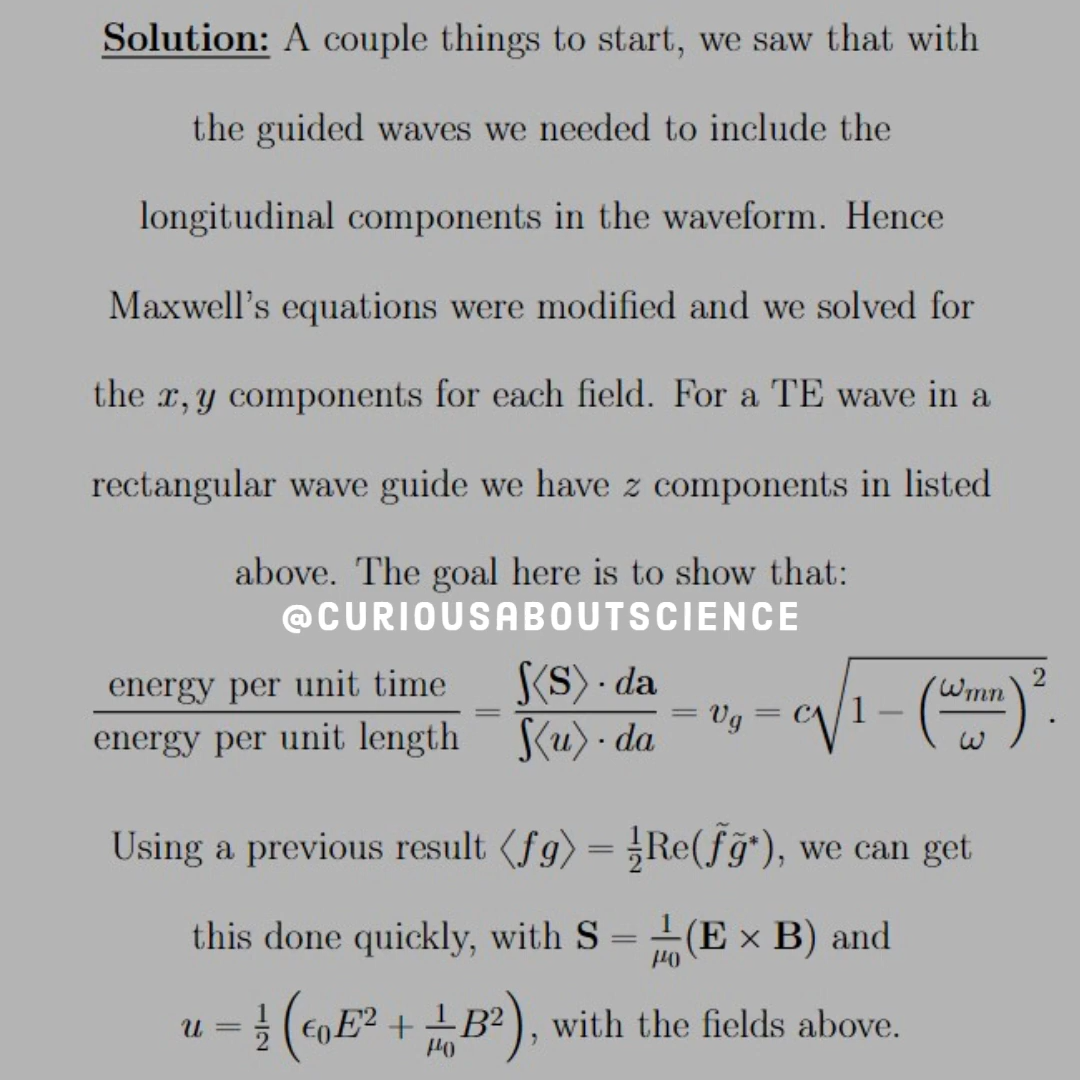 Solution: A couple things to start, we saw that with
the guided waves we needed to include the
longitudinal components in the waveform. Hence
Maxwell's equations were modified and we solved for
the x, y components for each field. For a TE wave in a
rectangular wave guide we have z components in listed
above. The goal here is to show that:
@CURIOUSABOUTSCIENCE
energy per unit time / energy per unit length = ∫⟨S⟩ · da / ∫⟨u⟩ · da = v_g = c√(1 − (ω_mn / ω)²).
Using a previous result ⟨fg⟩ = ½Re(f̃g̃*), we can get
this done quickly, with S = 1/μ₀ (E × B) and
u = ½ (ϵ₀E² + 1/μ₀ B²), with the fields above.